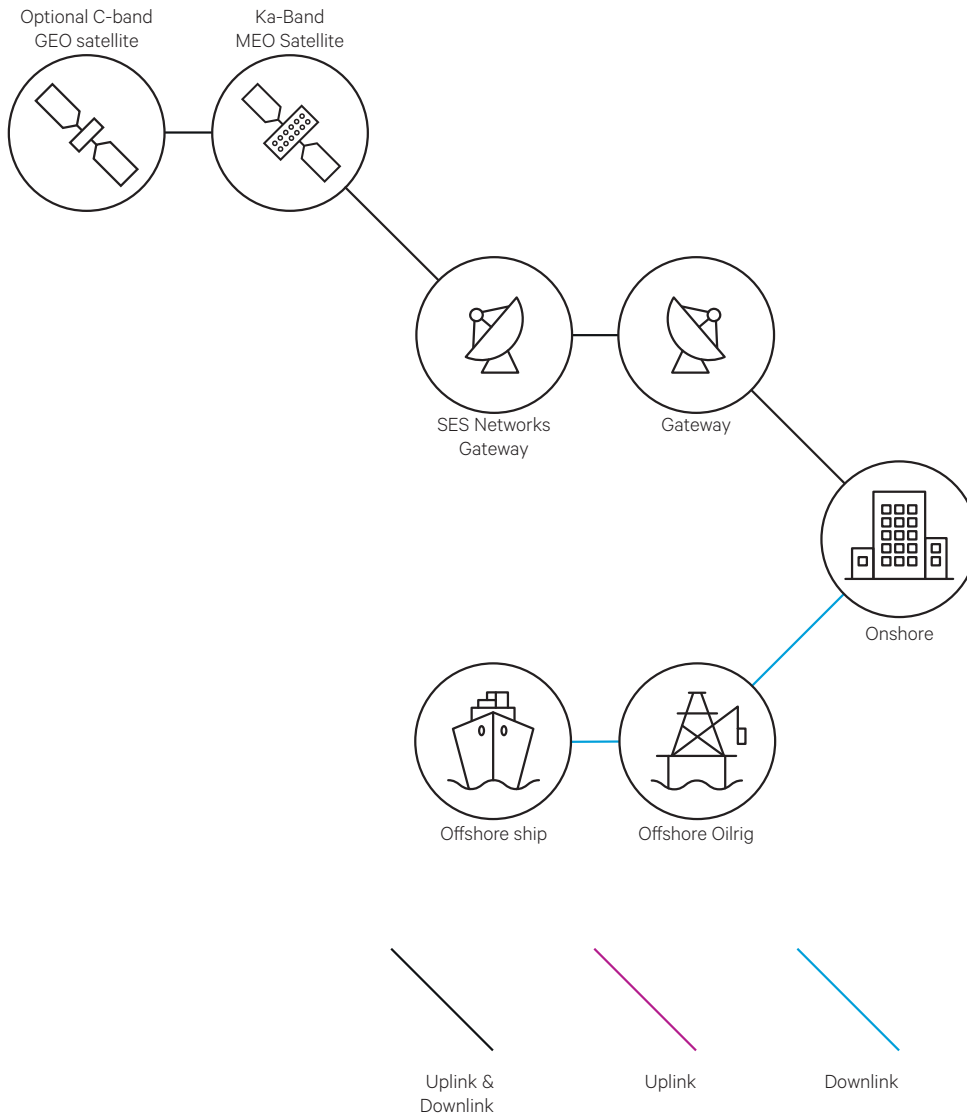 Optional C-band
GEO satellite
Ka-Band
MEO Satellite
SES Networks
Gateway
Gateway
Onshore
Offshore ship
Offshore Oilrig
Uplink &
Downlink
Uplink
Downlink